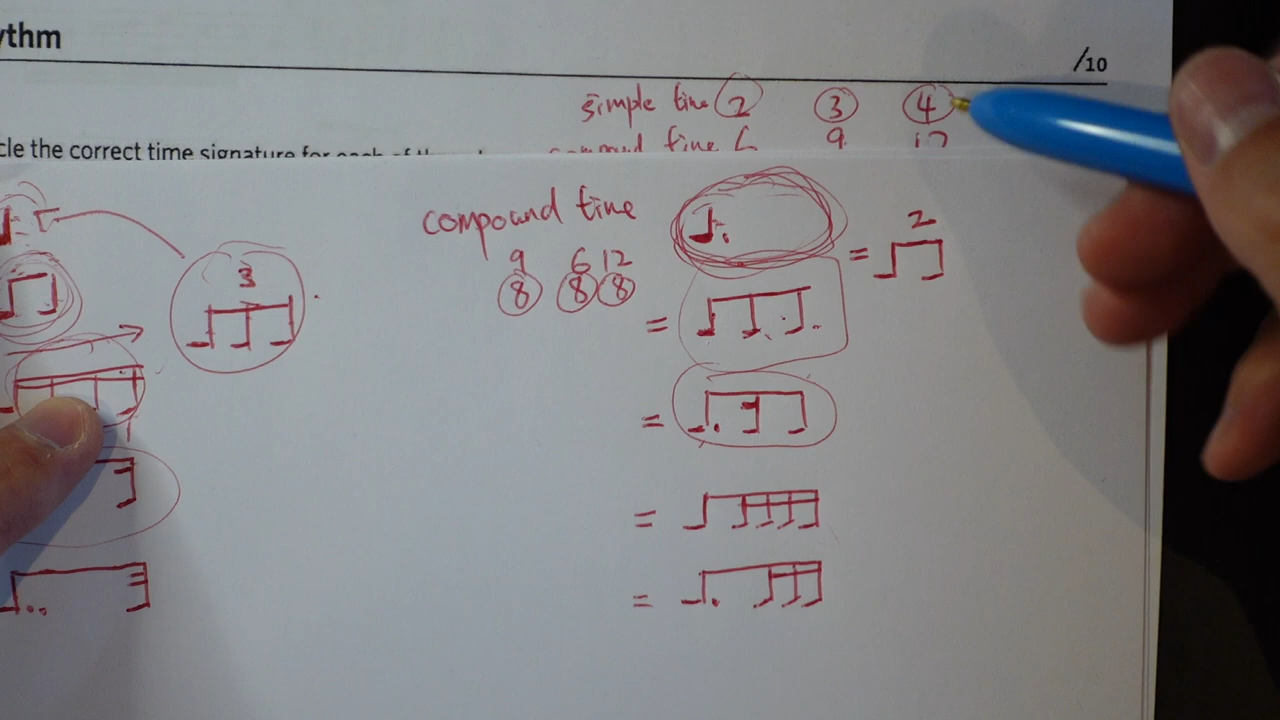 ythm
/10
simple time 2 3 4
cle the correct time signature for each of the
compound time 6 9 12
compound time
9 6 12
8 8 8
= 2
3
=
=
=
=